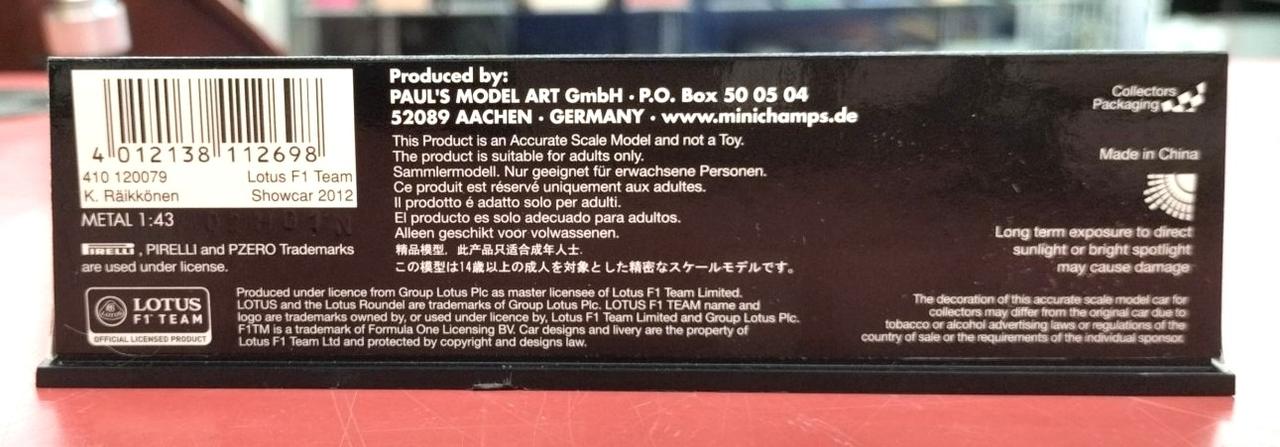 4 012138 112698
410 120079 Lotus F1 Team
K. Räikkönen Showcar 2012
METAL 1:43
PIRELLI, PIRELLI and PZERO Trademarks
are used under license.
LOTUS
F1 TEAM
OFFICIAL LICENSED PRODUCT
Produced by:
PAUL'S MODEL ART GmbH · P.O. Box 50 05 04
52089 AACHEN · GERMANY · www.minichamps.de
This Product is an Accurate Scale Model and not a Toy.
The product is suitable for adults only.
Sammlermodell. Nur geeignet für erwachsene Personen.
Ce produit est réservé uniquement aux adultes.
Il prodotto é adatto solo per adulti.
El producto es solo adecuado para adultos.
Alleen geschikt voor volwassenen.
精品模型, 此产品只适合成年人士.
この模型は14歳以上の成人を対象とした精密なスケールモデルです。
Produced under licence from Group Lotus Plc as master licensee of Lotus F1 Team Limited.
LOTUS and the Lotus Roundel are trademarks of Group Lotus Plc. LOTUS F1 TEAM name and
logo are trademarks owned by, or used under licence by, Lotus F1 Team Limited and Group Lotus Plc.
F1TM is a trademark of Formula One Licensing BV. Car designs and livery are the property of
Lotus F1 Team Ltd and protected by copyright and designs law.
Collectors
Packaging
Made in China
Long term exposure to direct
sunlight or bright spotlight
may cause damage
The decoration of this accurate scale model car for
collectors may differ from the original car due to
tobacco or alcohol advertising laws or regulations of the
country of sale or the requirements of the individual sponsor.